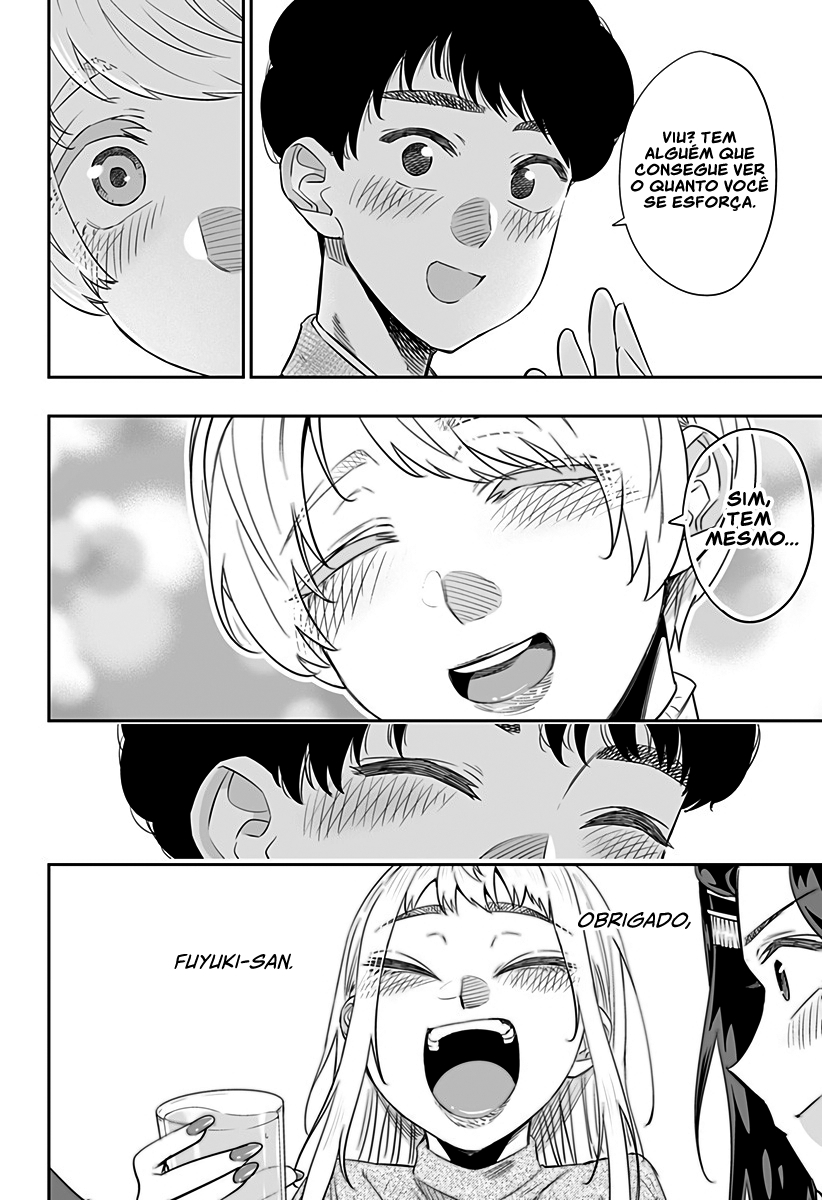 VIU? TEM
ALGUÉM QUE
CONSEGUE VER
O QUANTO VOCÊ
SE ESFORÇA.
SIM,
TEM
MESMO...
OBRIGADO,
FUYUKI-SAN.